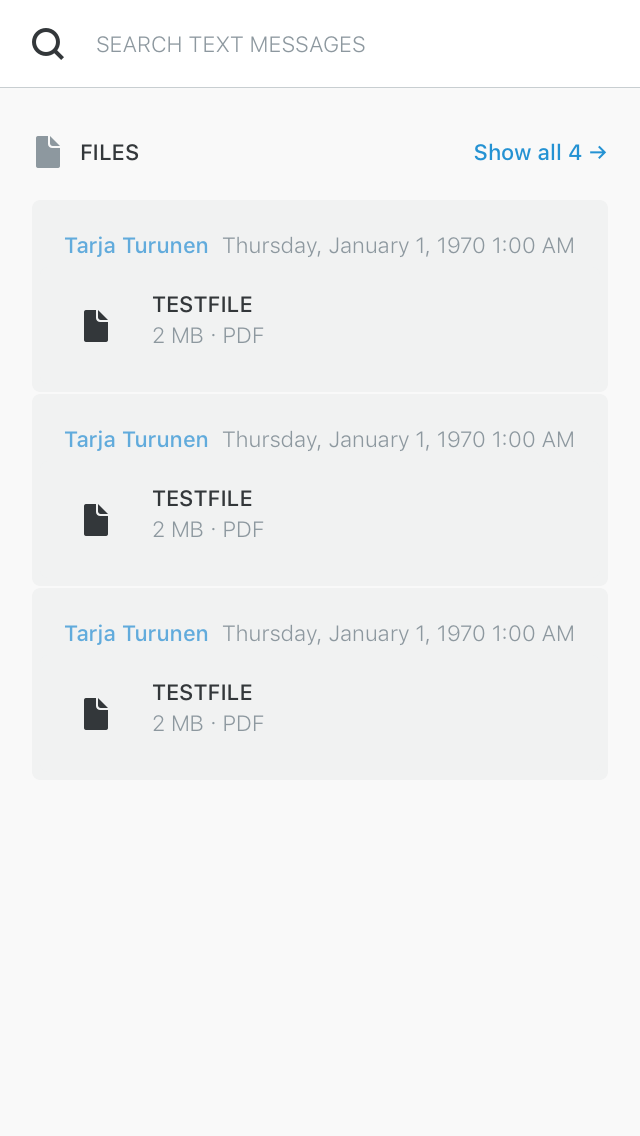 SEARCH TEXT MESSAGES
FILES Show all 4 →
Tarja Turunen Thursday, January 1, 1970 1:00 AM
TESTFILE
2 MB · PDF
Tarja Turunen Thursday, January 1, 1970 1:00 AM
TESTFILE
2 MB · PDF
Tarja Turunen Thursday, January 1, 1970 1:00 AM
TESTFILE
2 MB · PDF